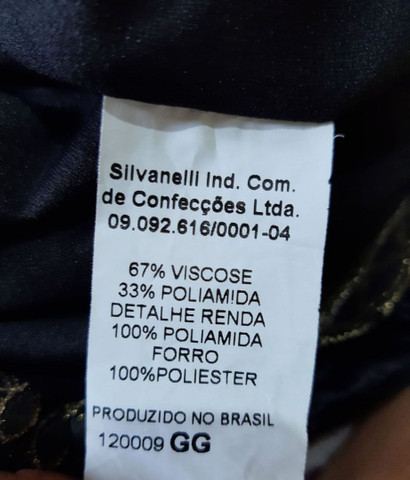 Silvanelli Ind. Com.
de Confecções Ltda.
09.092.616/0001-04
67% VISCOSE
33% POLIAMIDA
DETALHE RENDA
100% POLIAMIDA
FORRO
100%POLIESTER
PRODUZIDO NO BRASIL
120009 GG